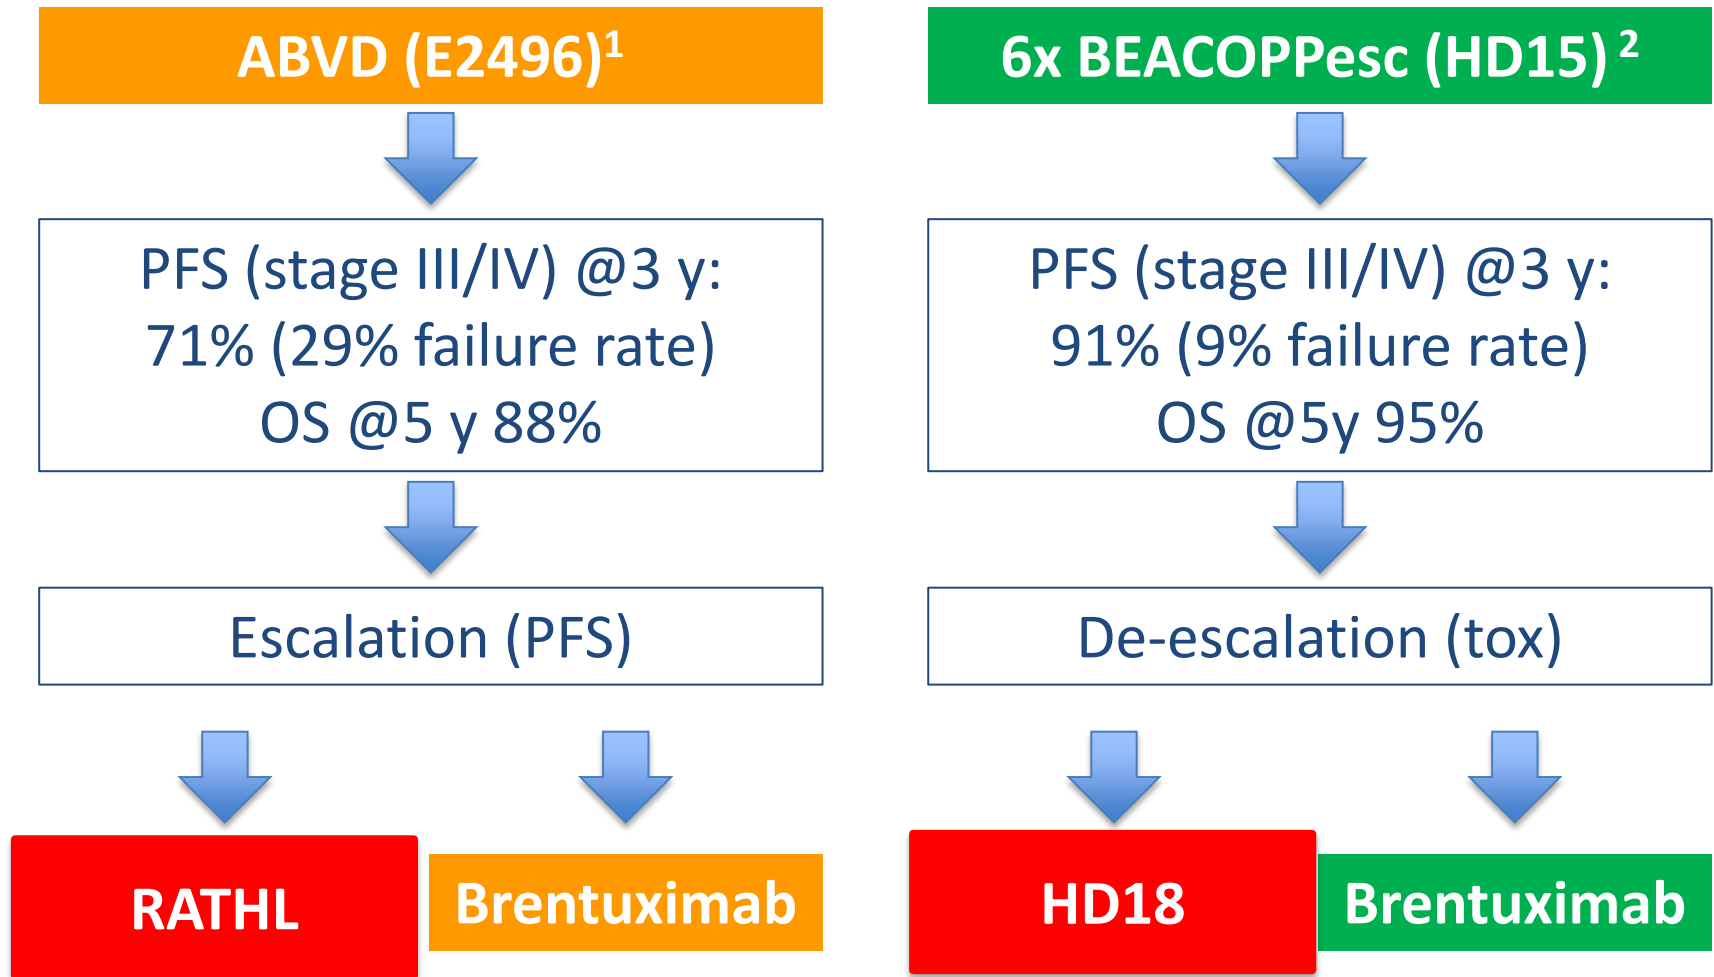 ABVD (E2496)¹
PFS (stage III/IV) @3 y:
71% (29% failure rate)
OS @5 y 88%
Escalation (PFS)
RATHL
Brentuximab
6x BEACOPPesc (HD15) ²
PFS (stage III/IV) @3 y:
91% (9% failure rate)
OS @5y 95%
De-escalation (tox)
HD18
Brentuximab